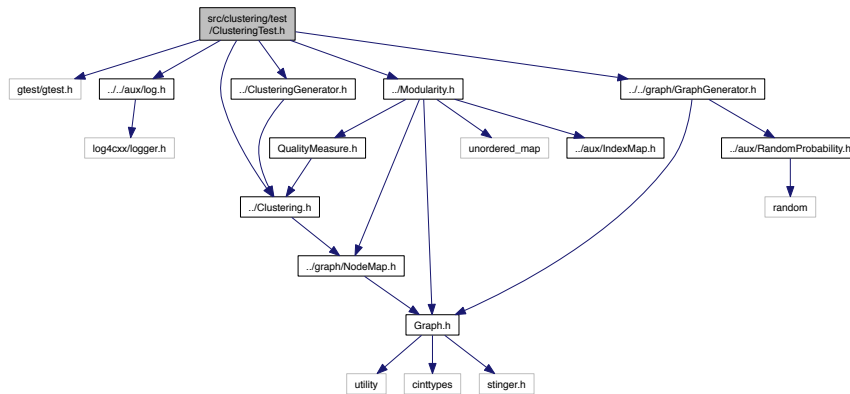 src/clustering/test
/ClusteringTest.h
gtest/gtest.h
../../aux/log.h
../ClusteringGenerator.h
../Modularity.h
../../graph/GraphGenerator.h
log4cxx/logger.h
QualityMeasure.h
unordered_map
../aux/IndexMap.h
../aux/RandomProbability.h
../Clustering.h
random
../graph/NodeMap.h
Graph.h
utility
cinttypes
stinger.h